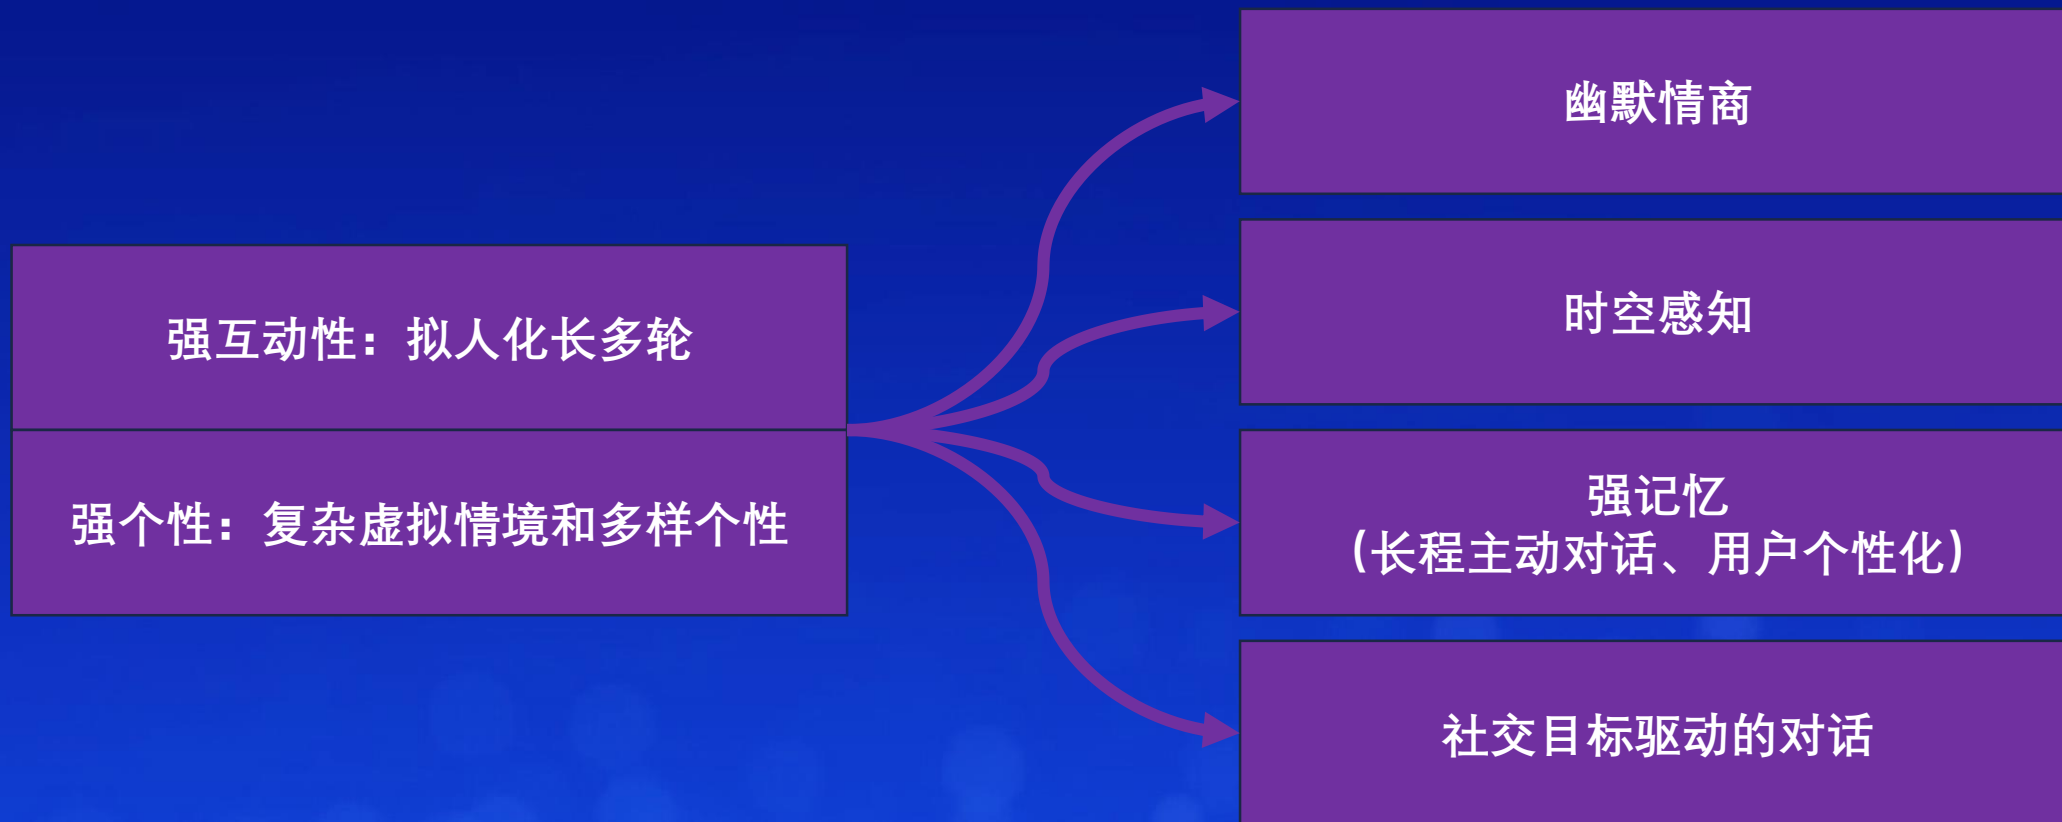 强互动性：拟人化长多轮
强个性：复杂虚拟情境和多样个性
幽默情商
时空感知
强记忆
(长程主动对话、用户个性化)
社交目标驱动的对话